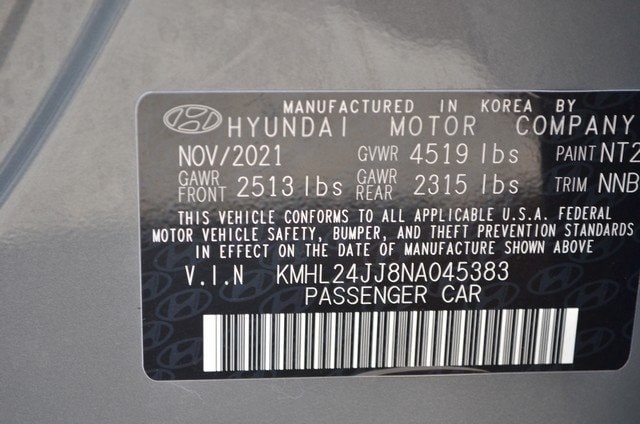 MANUFACTURED IN KOREA BY
HYUNDAI MOTOR COMPANY
NOV/2021 GVWR 4519 lbs PAINT NT2
GAWR FRONT 2513 lbs GAWR REAR 2315 lbs TRIM NNB
THIS VEHICLE CONFORMS TO ALL APPLICABLE U.S.A. FEDERAL
MOTOR VEHICLE SAFETY, BUMPER, AND THEFT PREVENTION STANDARDS
IN EFFECT ON THE DATE OF MANUFACTURE SHOWN ABOVE
V.I.N KMHL24JJ8NA045383
PASSENGER CAR